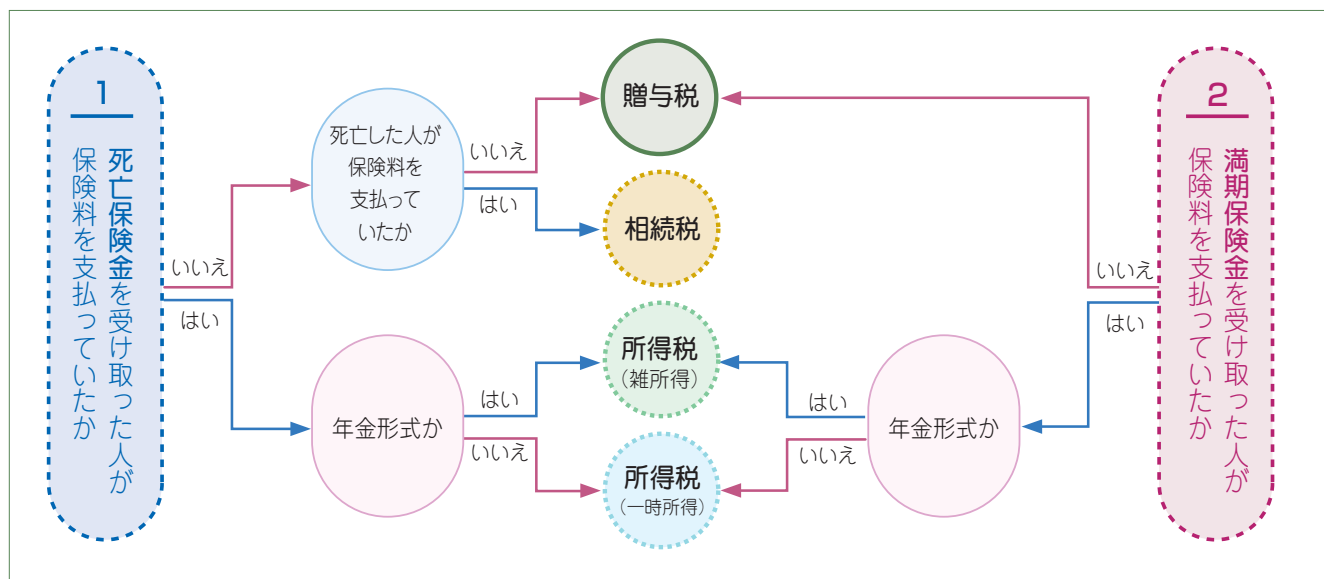 1
死亡保険金を受け取った人が
保険料を支払っていたか
いいえ
はい
死亡した人が
保険料を
支払って
いたか
いいえ
はい
年金形式か
はい
いいえ
贈与税
相続税
所得税
（雑所得）
所得税
（一時所得）
2
満期保険金を受け取った人が
保険料を支払っていたか
いいえ
はい
年金形式か
はい
いいえ